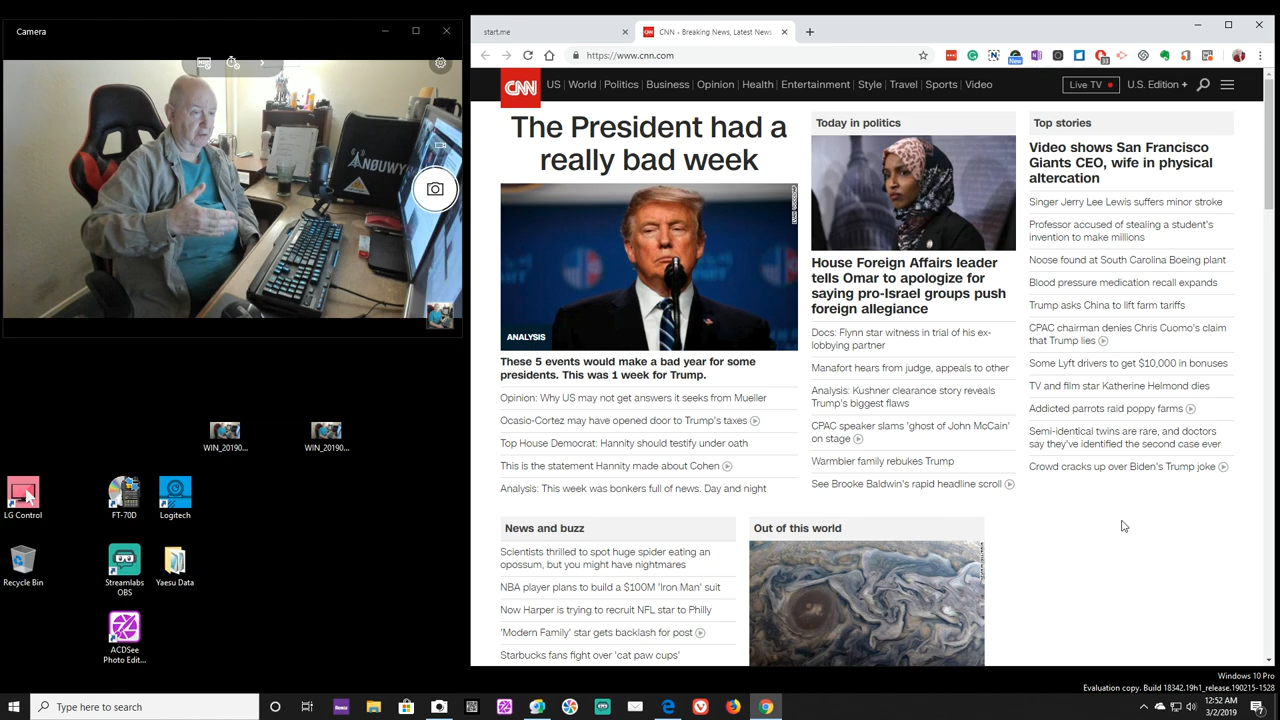 Camera
ANOUWY
WIN_20190...
WIN_20190...
LG Control
FT-70D
Logitech
Recycle Bin
Streamlabs
OBS
Yaesu Data
ACDSee
Photo Edit...
start.me
CNN - Breaking News, Latest News
https://www.cnn.com
New
CNN
US
World
Politics
Business
Opinion
Health
Entertainment
Style
Travel
Sports
Video
Live TV
U.S. Edition +
The President had a
really bad week
ANALYSIS
These 5 events would make a bad year for some
presidents. This was 1 week for Trump.
Opinion: Why US may not get answers it seeks from Mueller
Ocasio-Cortez may have opened door to Trump's taxes
Top House Democrat: Hannity should testify under oath
This is the statement Hannity made about Cohen
Analysis: This week was bonkers full of news. Day and night
Today in politics
House Foreign Affairs leader
tells Omar to apologize for
saying pro-Israel groups push
foreign allegiance
Docs: Flynn star witness in trial of his ex-
lobbying partner
Manafort hears from judge, appeals to other
Analysis: Kushner clearance story reveals
Trump's biggest flaws
CPAC speaker slams 'ghost of John McCain'
on stage
Warmbier family rebukes Trump
See Brooke Baldwin's rapid headline scroll
Top stories
Video shows San Francisco
Giants CEO, wife in physical
altercation
Singer Jerry Lee Lewis suffers minor stroke
Professor accused of stealing a student's
invention to make millions
Noose found at South Carolina Boeing plant
Blood pressure medication recall expands
Trump asks China to lift farm tariffs
CPAC chairman denies Chris Cuomo's claim
that Trump lies
Some Lyft drivers to get $10,000 in bonuses
TV and film star Katherine Helmond dies
Addicted parrots raid poppy farms
Semi-identical twins are rare, and doctors
say they've identified the second case ever
Crowd cracks up over Biden's Trump joke
News and buzz
Scientists thrilled to spot huge spider eating an
opossum, but you might have nightmares
NBA player plans to build a $100M 'Iron Man' suit
Now Harper is trying to recruit NFL star to Philly
'Modern Family' star gets backlash for post
Starbucks fans fight over 'cat paw cups'
Out of this world
Windows 10 Pro
Evaluation copy. Build 18342.19h1_release.190215-1528
Type here to search
Roku
12:52 AM
3/2/2019